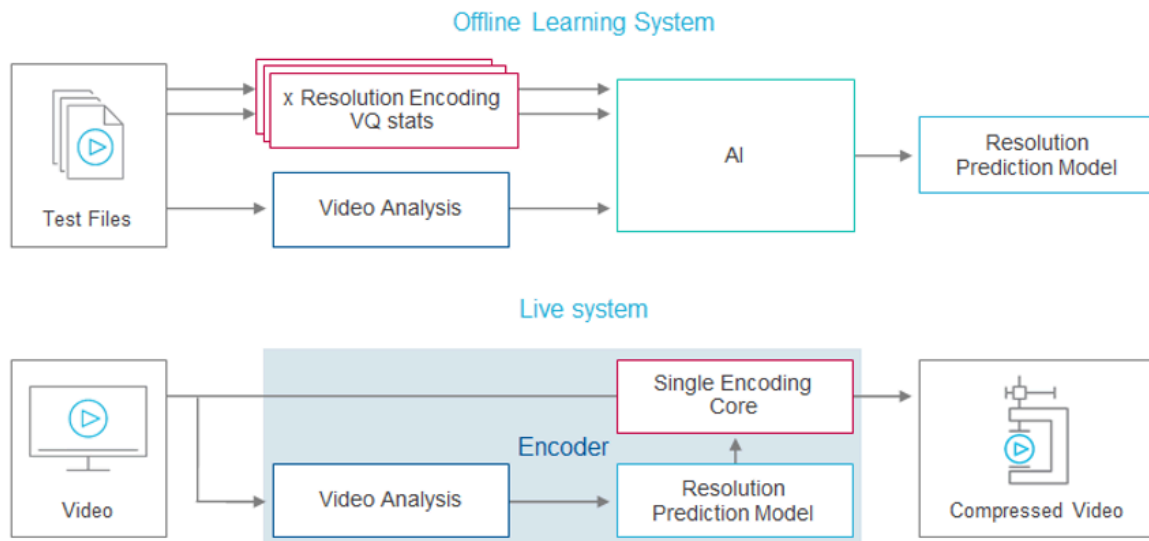 Offline Learning System
x Resolution Encoding
VQ stats
AI
Resolution
Prediction Model
Test Files
Video Analysis
Live system
Single Encoding
Core
Encoder
Video
Video Analysis
Resolution
Prediction Model
Compressed Video